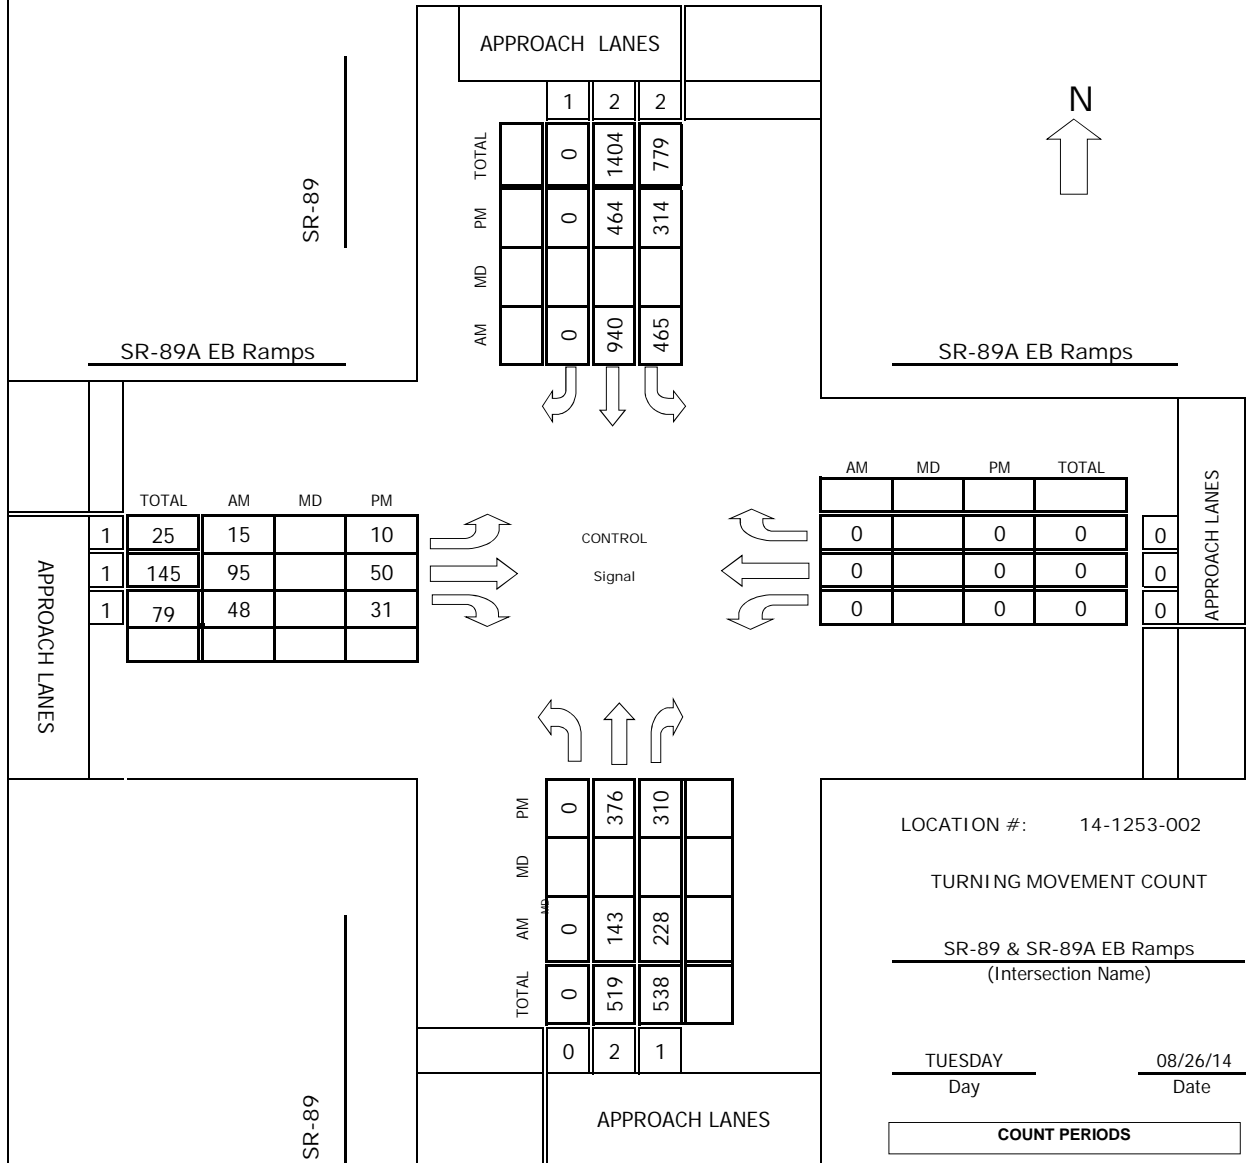 APPROACH LANES
1 2 2
N
TOTAL 0 1404 779
PM 0 464 314
MD
AM 0 940 465
SR-89
SR-89A EB Ramps
SR-89A EB Ramps
AM MD PM TOTAL
0 0 0 0
0 0 0 0
0 0 0 0
APPROACH LANES
TOTAL AM MD PM
1 25 15 10
1 145 95 50
1 79 48 31
APPROACH LANES
CONTROL
Signal
PM 0 376 310
MD
MD
AM 0 143 228
TOTAL 0 519 538
0 2 1
APPROACH LANES
SR-89
LOCATION #: 14-1253-002
TURNING MOVEMENT COUNT
SR-89 & SR-89A EB Ramps
(Intersection Name)
TUESDAY 08/26/14
Day Date
COUNT PERIODS